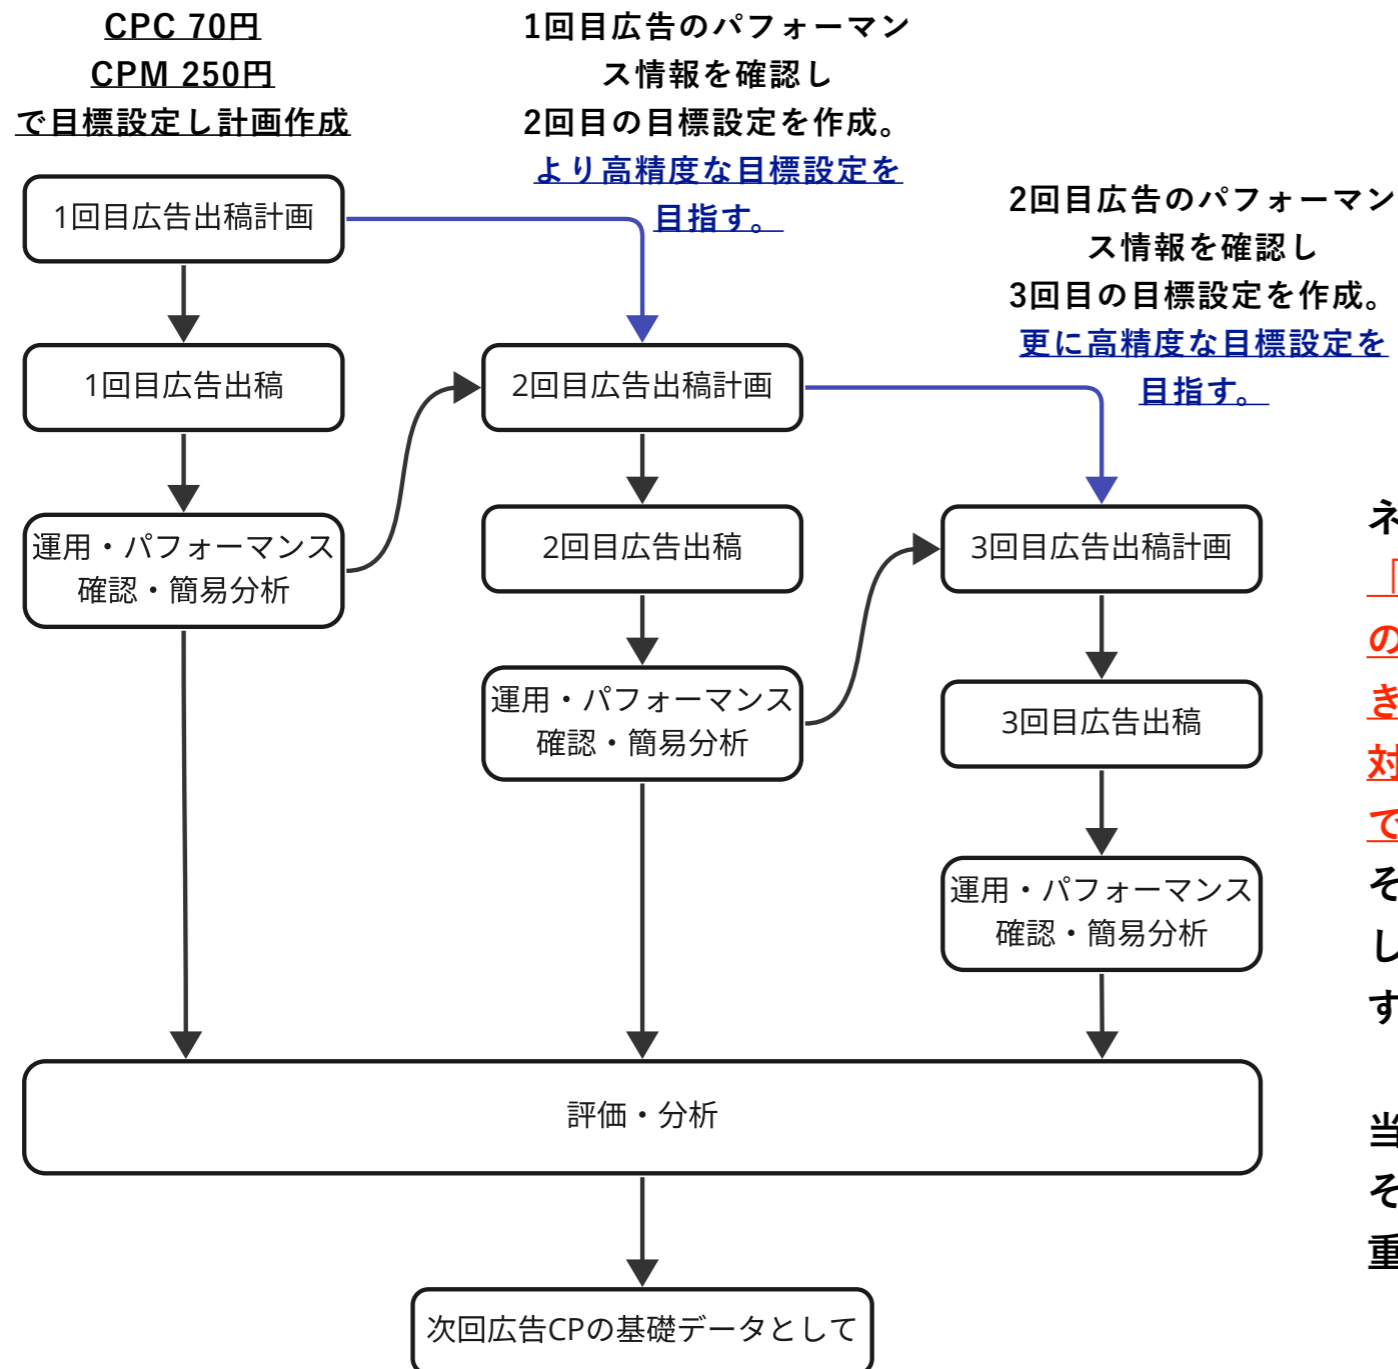 CPC 70円
CPM 250円
で目標設定し計画作成
1回目広告のパフォーマン
ス情報を確認し
2回目の目標設定を作成。
より高精度な目標設定を
目指す。
2回目広告のパフォーマン
ス情報を確認し
3回目の目標設定を作成。
更に高精度な目標設定を
目指す。
1回目広告出稿計画
1回目広告出稿
運用・パフォーマンス
確認・簡易分析
2回目広告出稿計画
2回目広告出稿
運用・パフォーマンス
確認・簡易分析
3回目広告出稿計画
3回目広告出稿
運用・パフォーマンス
確認・簡易分析
評価・分析
次回広告CPの基礎データとして
ネ
「
の
き
対
て
そ
し
す
当
そ
重